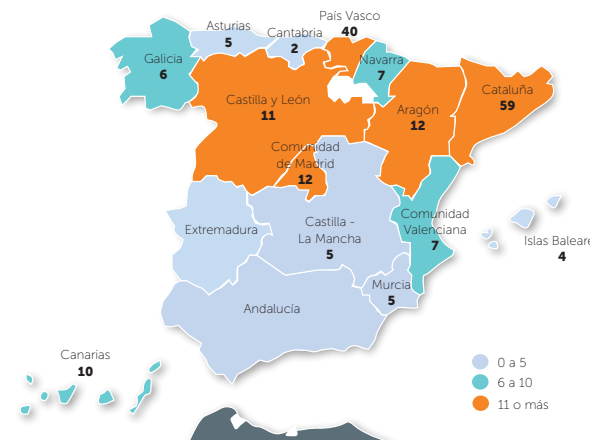 País Vasco
40
Asturias
5
Cantabria
2
Galicia
6
Navarra
7
Castilla y León
11
Aragón
12
Cataluña
59
Comunidad
de Madrid
12
Extremadura
Castilla -
La Mancha
5
Comunidad
Valenciana
7
Islas Baleare
4
Murcia
5
Andalucía
Canarias
10
0 a 5
6 a 10
11 o más